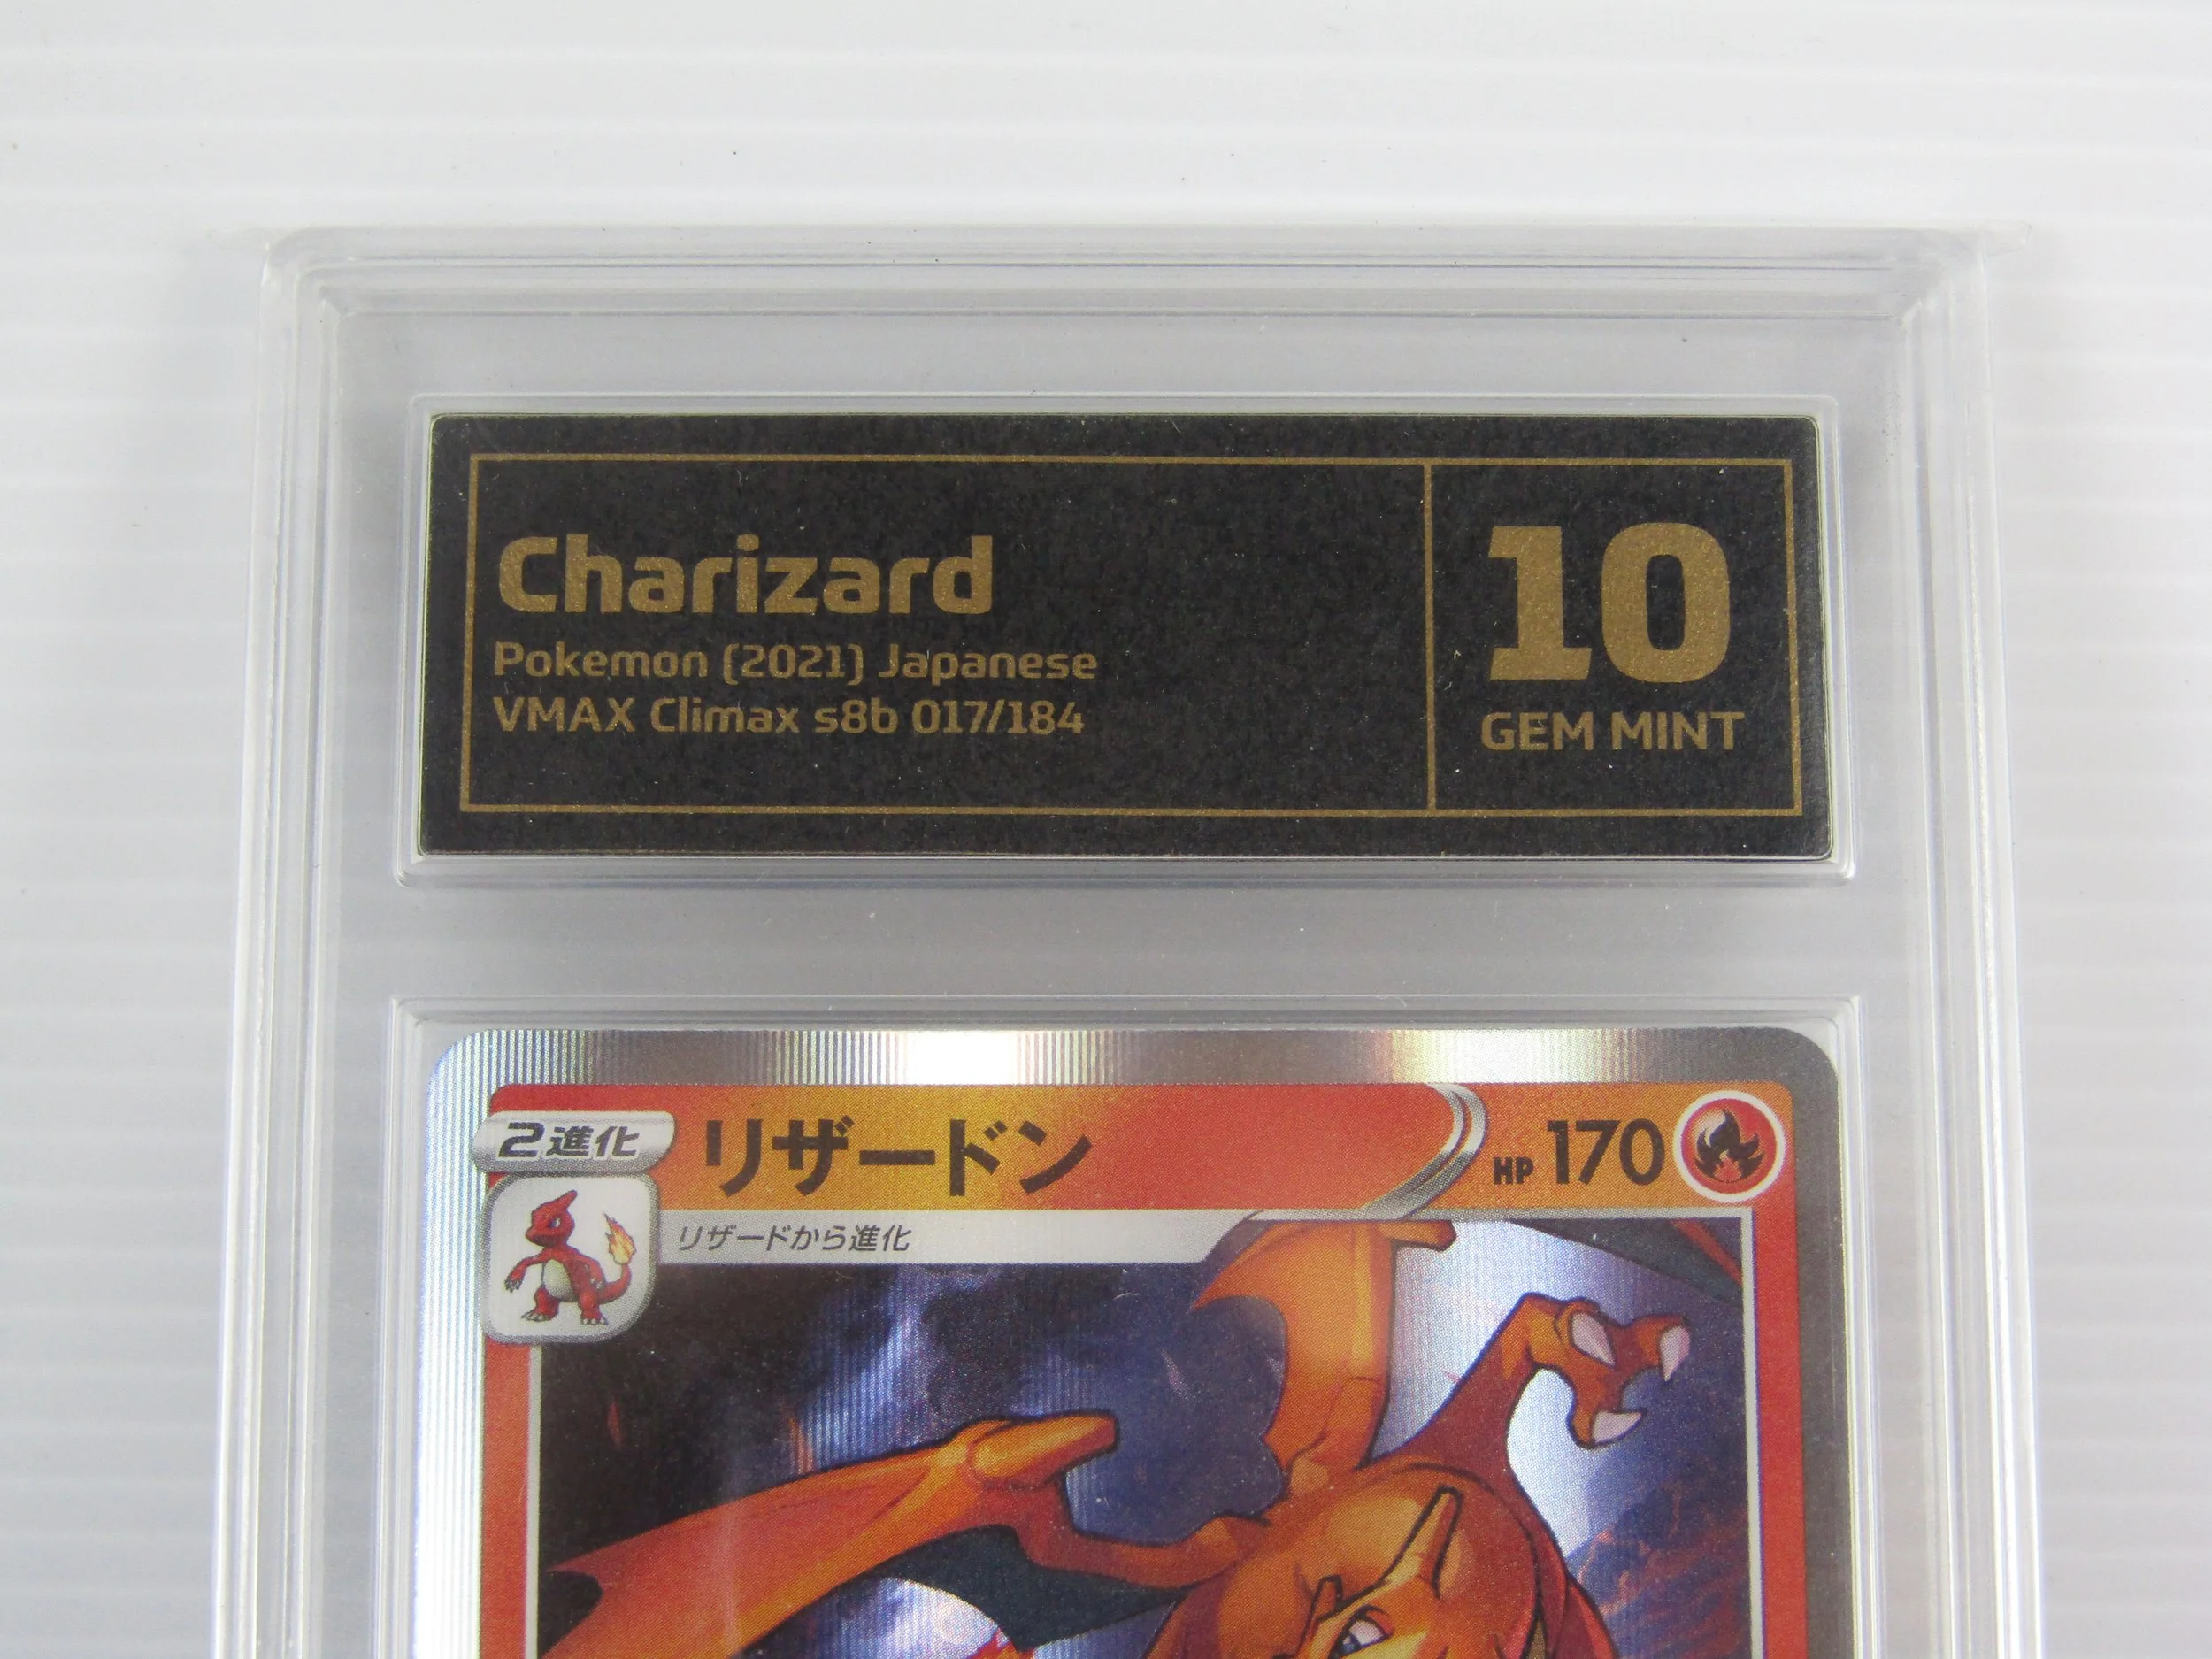 Charizard
Pokemon (2021) Japanese
VMAX Climax s8b 017/184
10
GEM MINT
2進化
リザードン
HP 170
リザードから進化